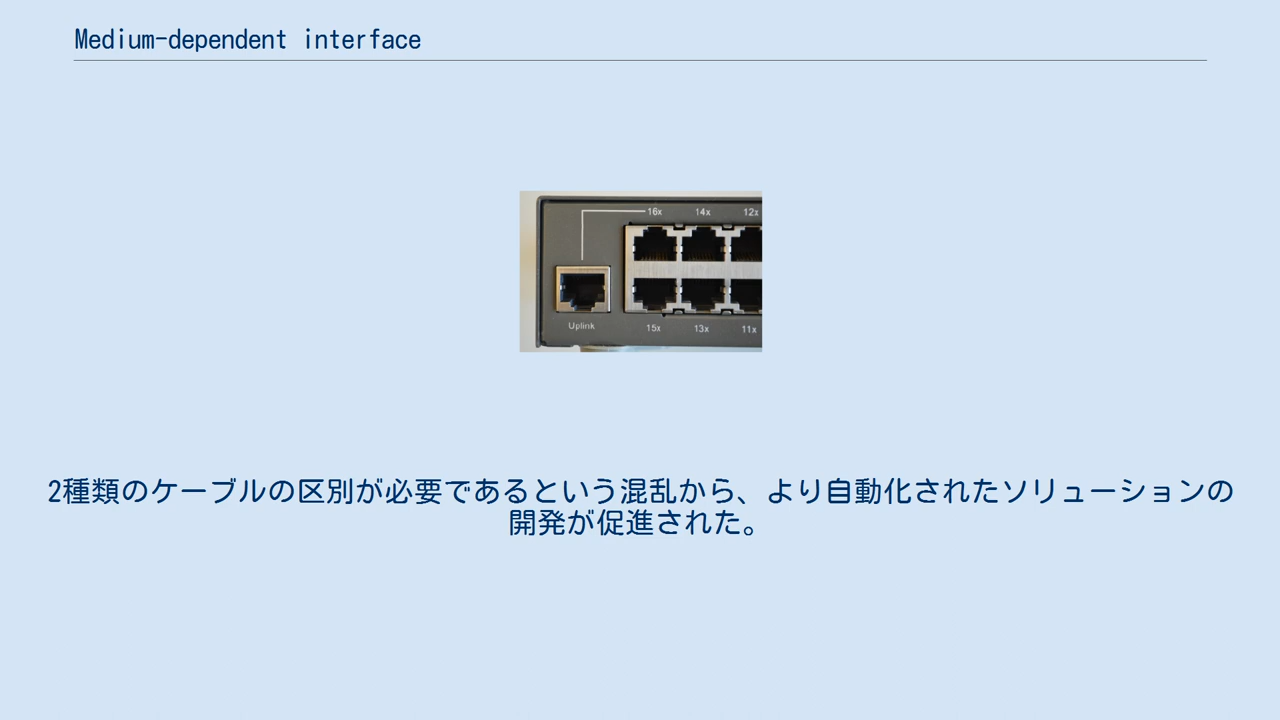 Medium-dependent interface
16x 14x 12x
Uplink
15x 13x 11x
2種類のケーブルの区別が必要であるという混乱から、より自動化されたソリューションの
開発が促進された。